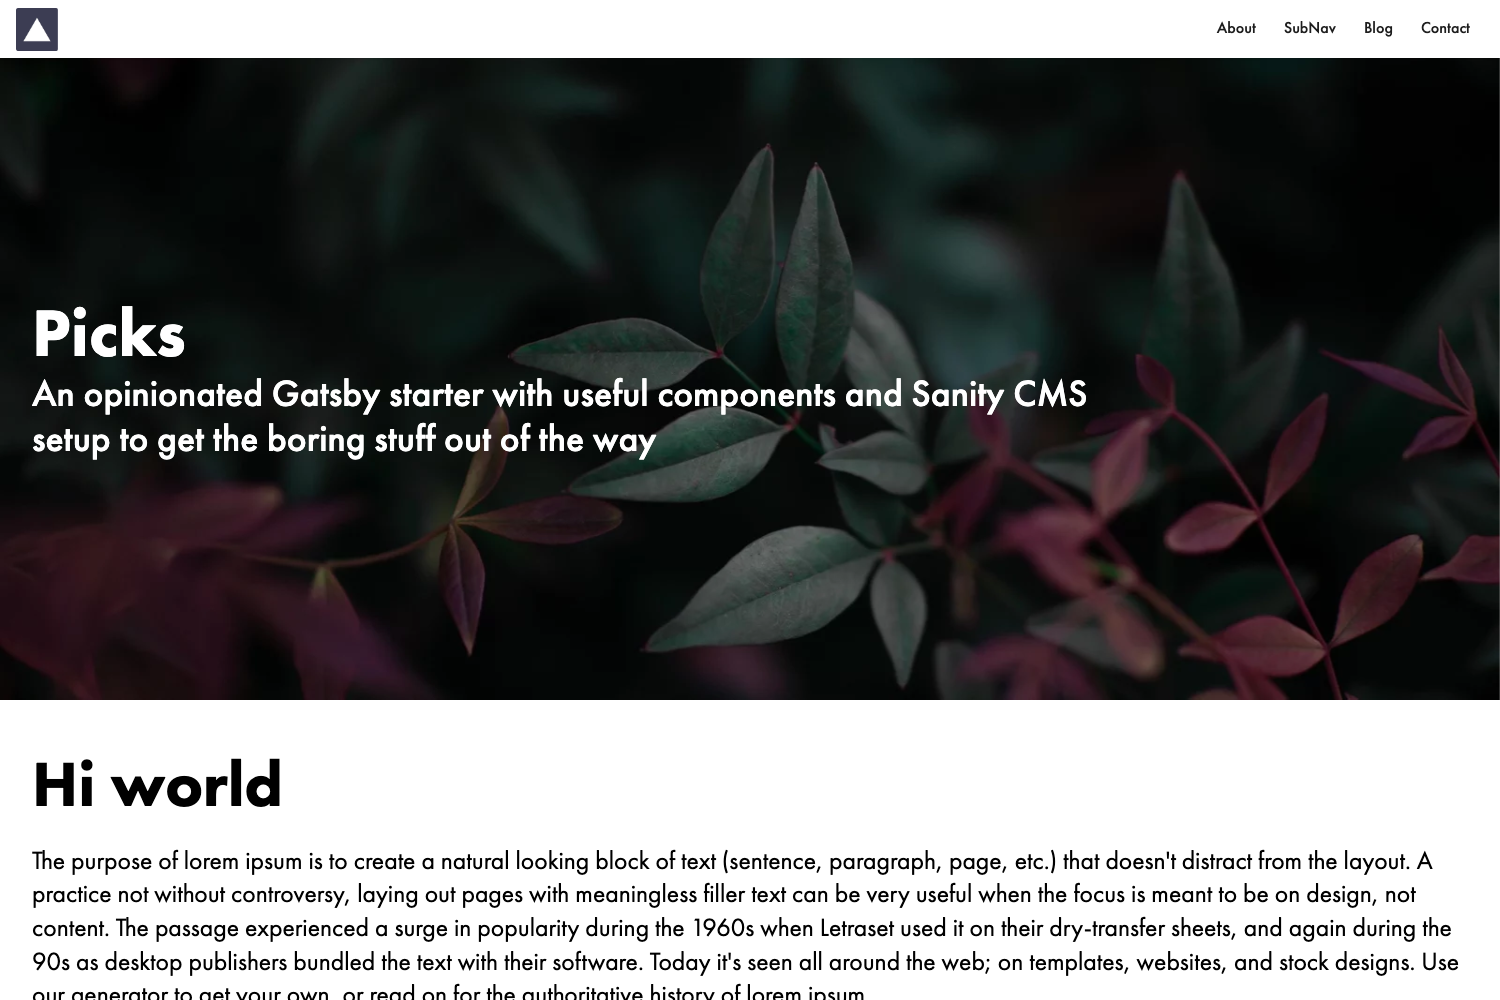 About SubNav Blog Contact
Picks
An opinionated Gatsby starter with useful components and Sanity CMS
setup to get the boring stuff out of the way
Hi world
The purpose of lorem ipsum is to create a natural looking block of text (sentence, paragraph, page, etc.) that doesn't distract from the layout. A
practice not without controversy, laying out pages with meaningless filler text can be very useful when the focus is meant to be on design, not
content. The passage experienced a surge in popularity during the 1960s when Letraset used it on their dry-transfer sheets, and again during the
90s as desktop publishers bundled the text with their software. Today it's seen all around the web; on templates, websites, and stock designs. Use
our generator to get your own, or read on for the authoritative history of lorem ipsum.